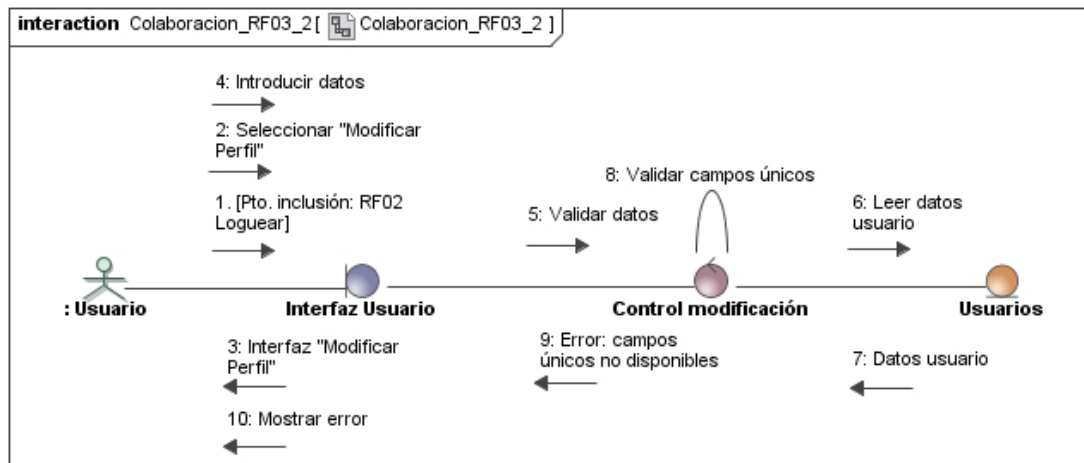 interaction Colaboracion_RF03_2[ Colaboracion_RF03_2 ]
4: Introducir datos
2: Seleccionar "Modificar
Perfil"
1. [Pto. inclusión: RF02
Loguear]
5: Validar datos
8: Validar campos únicos
6: Leer datos
usuario
: Usuario
Interfaz Usuario
Control modificación
Usuarios
3: Interfaz "Modificar
Perfil"
9: Error: campos
únicos no disponibles
7: Datos usuario
10: Mostrar error